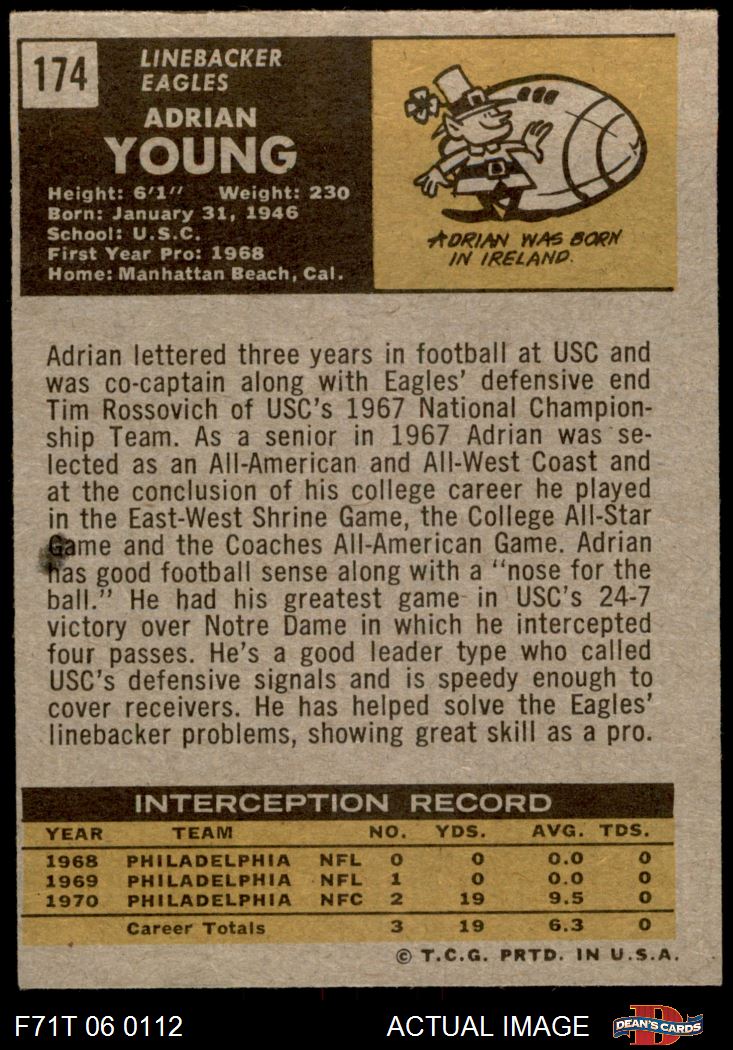 174
LINEBACKER
EAGLES
ADRIAN
YOUNG
Height: 6'1" Weight: 230
Born: January 31, 1946
School: U.S.C.
First Year Pro: 1968
Home: Manhattan Beach, Cal.
ADRIAN WAS BORN
IN IRELAND.
Adrian lettered three years in football at USC and
was co-captain along with Eagles' defensive end
Tim Rossovich of USC's 1967 National Champion-
ship Team. As a senior in 1967 Adrian was se-
lected as an All-American and All-West Coast and
at the conclusion of his college career he played
in the East-West Shrine Game, the College All-Star
Game and the Coaches All-American Game. Adrian
has good football sense along with a "nose for the
ball." He had his greatest game in USC's 24-7
victory over Notre Dame in which he intercepted
four passes. He's a good leader type who called
USC's defensive signals and is speedy enough to
cover receivers. He has helped solve the Eagles'
linebacker problems, showing great skill as a pro.
INTERCEPTION RECORD
YEAR TEAM NO. YDS. AVG. TDS.
1968 PHILADELPHIA NFL 0 0 0.0 0
1969 PHILADELPHIA NFL 1 0 0.0 0
1970 PHILADELPHIA NFC 2 19 9.5 0
Career Totals 3 19 6.3 0
© T.C.G. PRTD. IN U.S.A.
F71T 06 0112 ACTUAL IMAGE D DEAN'S CARDS